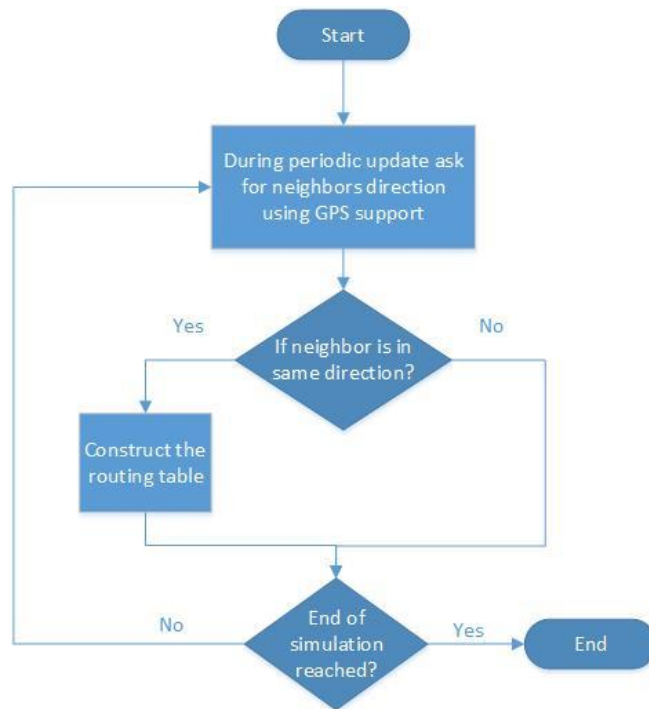 Start
During periodic update ask
for neighbors direction
using GPS support
Yes
No
If neighbor is in
same direction?
Construct the
routing table
No
End of
simulation
reached?
Yes
End